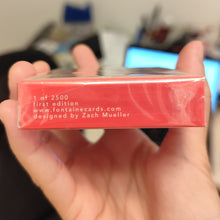 1 of 2500
first edition
www.fontainecards.com
designed by Zach Mueller